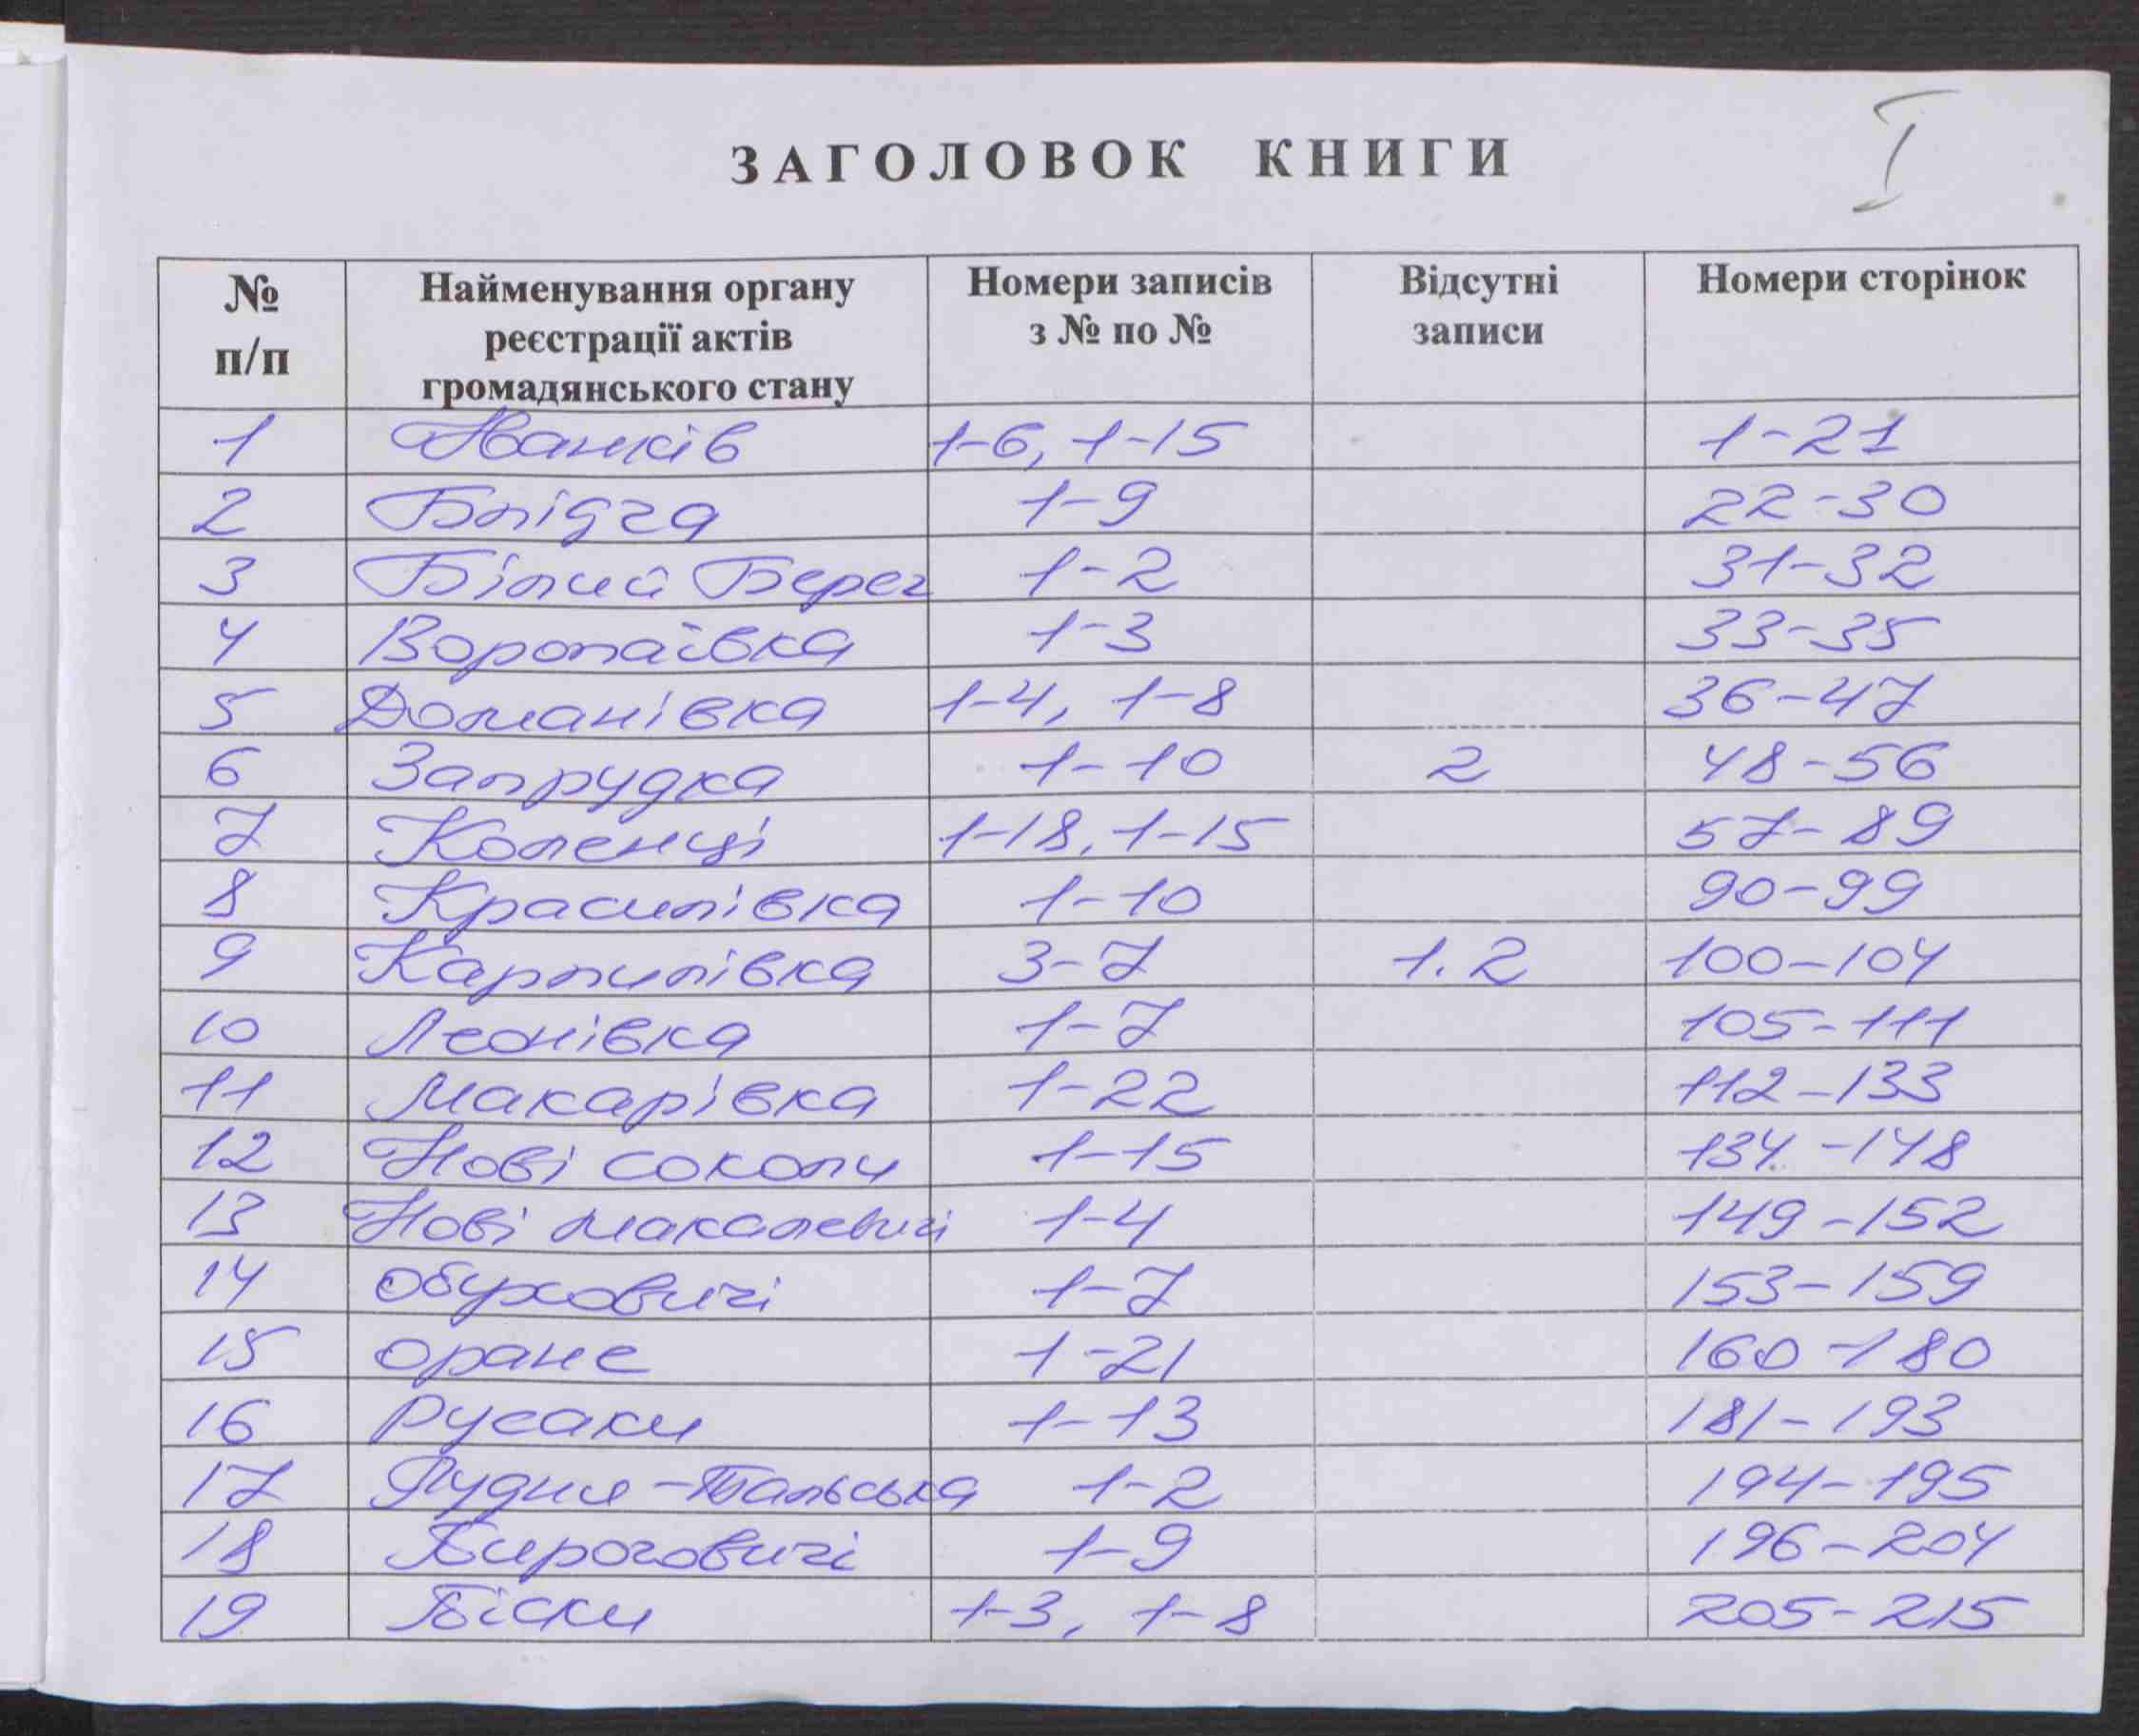 I
ЗАГОЛОВОК КНИГИ
№ п/п Найменування органу реєстрації актів громадянського стану Номери записів з № по № Відсутні записи Номери сторінок
1 Іванків 1-6, 1-15 1-21
2 Блідча 1-9 22-30
3 Білий Берег 1-2 31-32
4 Воропаївка 1-3 33-35
5 Доманівка 1-4, 1-8 36-47
6 Запрудка 1-10 2 48-56
7 Коленці 1-18, 1-15 57-89
8 Красилівка 1-10 90-99
9 Карпилівка 3-7 1.2 100-104
10 Леонівка 1-7 105-111
11 Макарівка 1-22 112-133
12 Нові соколи 1-15 134-148
13 Нові макалевичі 1-4 149-152
14 обуховичі 1-7 153-159
15 оране 1-21 160-180
16 Русаки 1-13 181-193
17 Рудня-Тальська 1-2 194-195
18 1-9 196-204
19 1-3, 1-8 205-215